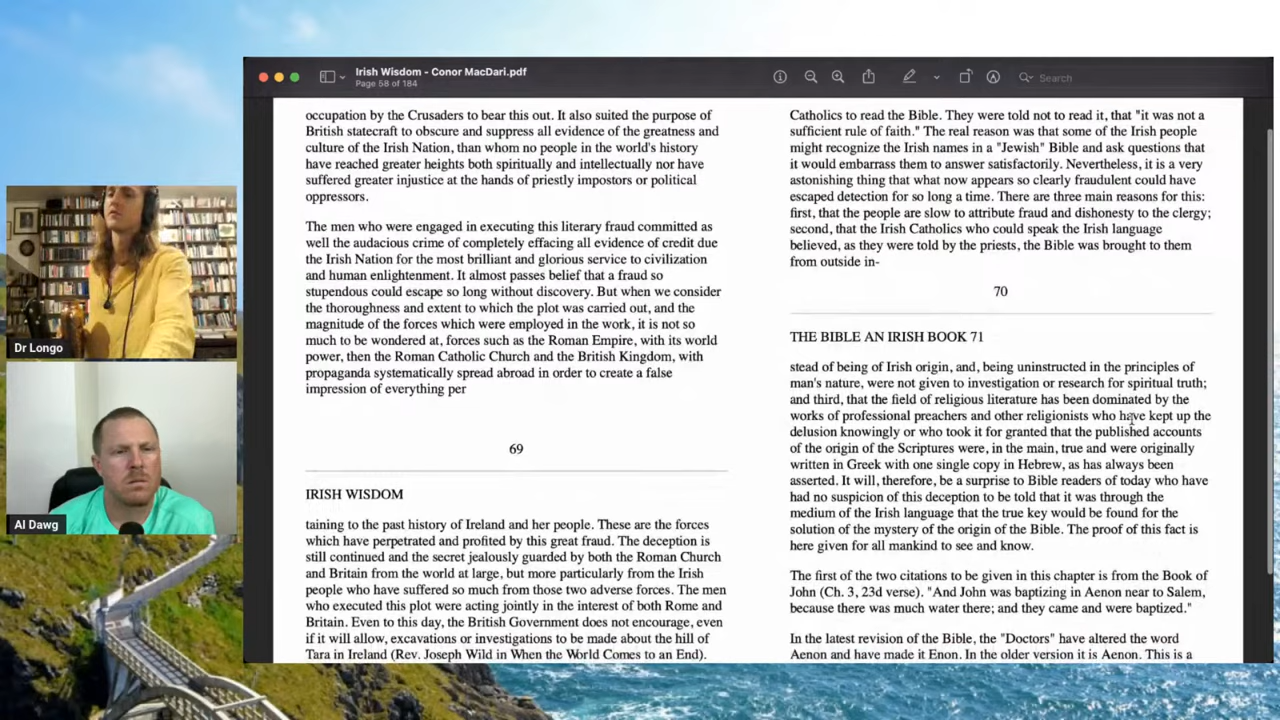 Irish Wisdom - Conor MacDari.pdf
Page 58 of 184
Search
occupation by the Crusaders to bear this out. It also suited the purpose of
British statecraft to obscure and suppress all evidence of the greatness and
culture of the Irish Nation, than whom no people in the world's history
have reached greater heights both spiritually and intellectually nor have
suffered greater injustice at the hands of priestly impostors or political
oppressors.
The men who were engaged in executing this literary fraud committed as
well the audacious crime of completely effacing all evidence of credit due
the Irish Nation for the most brilliant and glorious service to civilization
and human enlightenment. It almost passes belief that a fraud so
stupendous could escape so long without discovery. But when we consider
the thoroughness and extent to which the plot was carried out, and the
magnitude of the forces which were employed in the work, it is not so
much to be wondered at, forces such as the Roman Empire, with its world
power, then the Roman Catholic Church and the British Kingdom, with
propaganda systematically spread abroad in order to create a false
impression of everything per
69
IRISH WISDOM
taining to the past history of Ireland and her people. These are the forces
which have perpetrated and profited by this great fraud. The deception is
still continued and the secret jealously guarded by both the Roman Church
and Britain from the world at large, but more particularly from the Irish
people who have suffered so much from those two adverse forces. The men
who executed this plot were acting jointly in the interest of both Rome and
Britain. Even to this day, the British Government does not encourage, even
if it will allow, excavations or investigations to be made about the hill of
Tara in Ireland (Rev. Joseph Wild in When the World Comes to an End).
Catholics to read the Bible. They were told not to read it, that "it was not a
sufficient rule of faith." The real reason was that some of the Irish people
might recognize the Irish names in a "Jewish" Bible and ask questions that
it would embarrass them to answer satisfactorily. Nevertheless, it is a very
astonishing thing that what now appears so clearly fraudulent could have
escaped detection for so long a time. There are three main reasons for this:
first, that the people are slow to attribute fraud and dishonesty to the clergy;
second, that the Irish Catholics who could speak the Irish language
believed, as they were told by the priests, the Bible was brought to them
from outside in-
70
THE BIBLE AN IRISH BOOK 71
stead of being of Irish origin, and, being uninstructed in the principles of
man's nature, were not given to investigation or research for spiritual truth;
and third, that the field of religious literature has been dominated by the
works of professional preachers and other religionists who have kept up the
delusion knowingly or who took it for granted that the published accounts
of the origin of the Scriptures were, in the main, true and were originally
written in Greek with one single copy in Hebrew, as has always been
asserted. It will, therefore, be a surprise to Bible readers of today who have
had no suspicion of this deception to be told that it was through the
medium of the Irish language that the true key would be found for the
solution of the mystery of the origin of the Bible. The proof of this fact is
here given for all mankind to see and know.
The first of the two citations to be given in this chapter is from the Book of
John (Ch. 3, 23d verse). "And John was baptizing in Aenon near to Salem,
because there was much water there; and they came and were baptized."
In the latest revision of the Bible, the "Doctors" have altered the word
Aenon and have made it Enon. In the older version it is Aenon. This is a
Dr Longo
Al Dawg